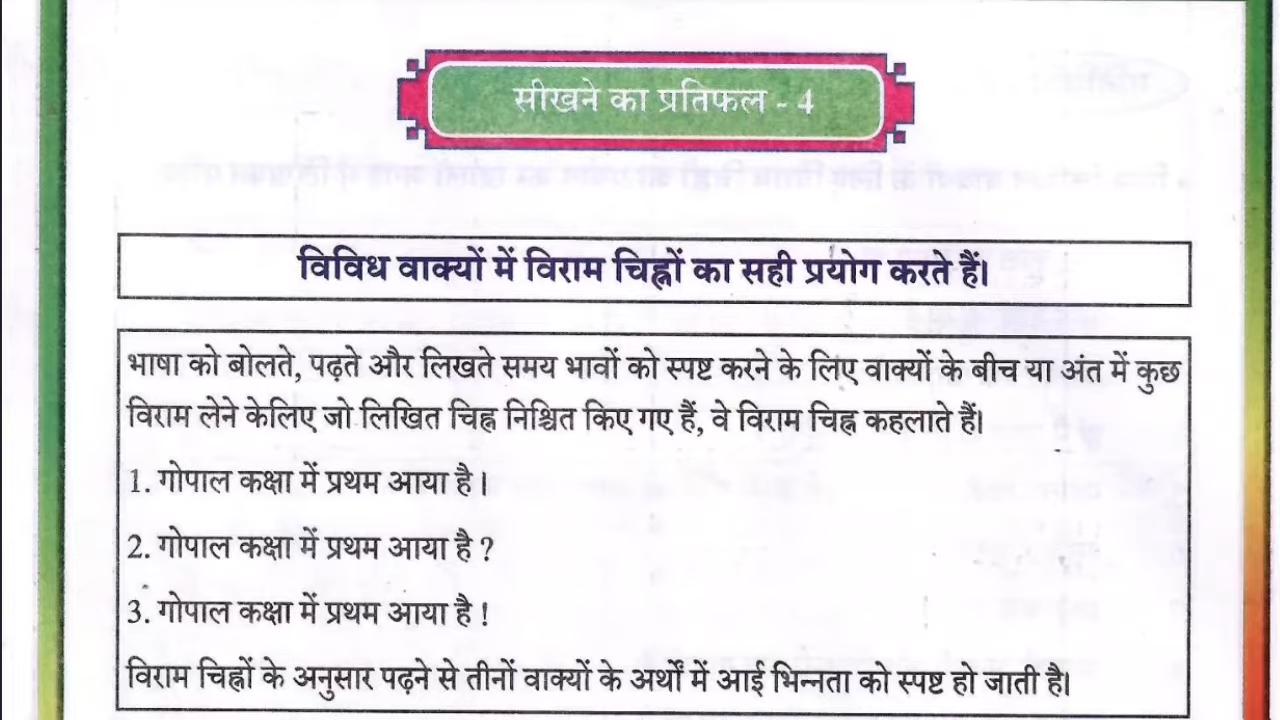 सीखने का प्रतिफल - 4
विविध वाक्यों में विराम चिह्नों का सही प्रयोग करते हैं।
भाषा को बोलते, पढ़ते और लिखते समय भावों को स्पष्ट करने के लिए वाक्यों के बीच या अंत में कुछ
विराम लेने केलिए जो लिखित चिह्न निश्चित किए गए हैं, वे विराम चिह्न कहलाते हैं।
1. गोपाल कक्षा में प्रथम आया है ।
2. गोपाल कक्षा में प्रथम आया है ?
3. गोपाल कक्षा में प्रथम आया है !
विराम चिह्नों के अनुसार पढ़ने से तीनों वाक्यों के अर्थों में आई भिन्नता को स्पष्ट हो जाती है।